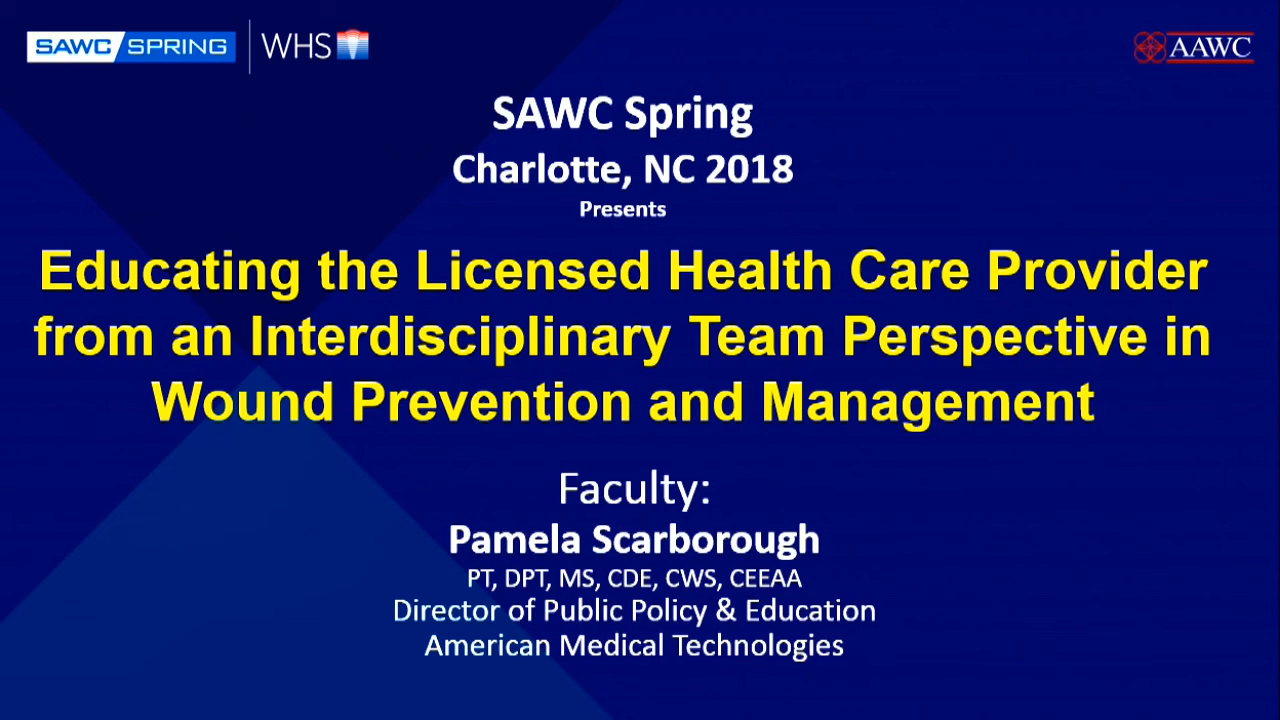 SAWC/SPRING WHS AAWC
SAWC Spring
Charlotte, NC 2018
Presents
Educating the Licensed Health Care Provider
from an Interdisciplinary Team Perspective in
Wound Prevention and Management
Faculty:
Pamela Scarborough
PT, DPT, MS, CDE, CWS, CEEAA
Director of Public Policy & Education
American Medical Technologies